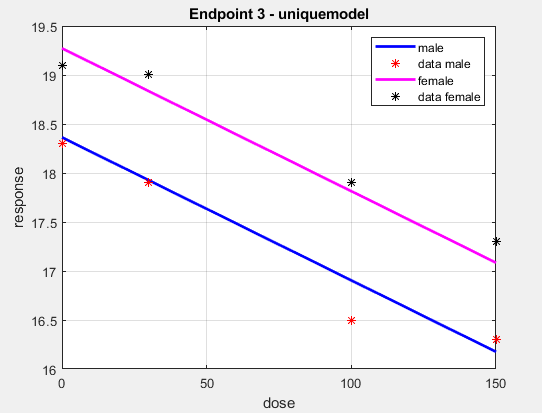 Endpoint 3 - uniquemodel
19.5
19
18.5
18
17.5
17
16.5
16
response
0
50
100
150
dose
male
data male
female
data female